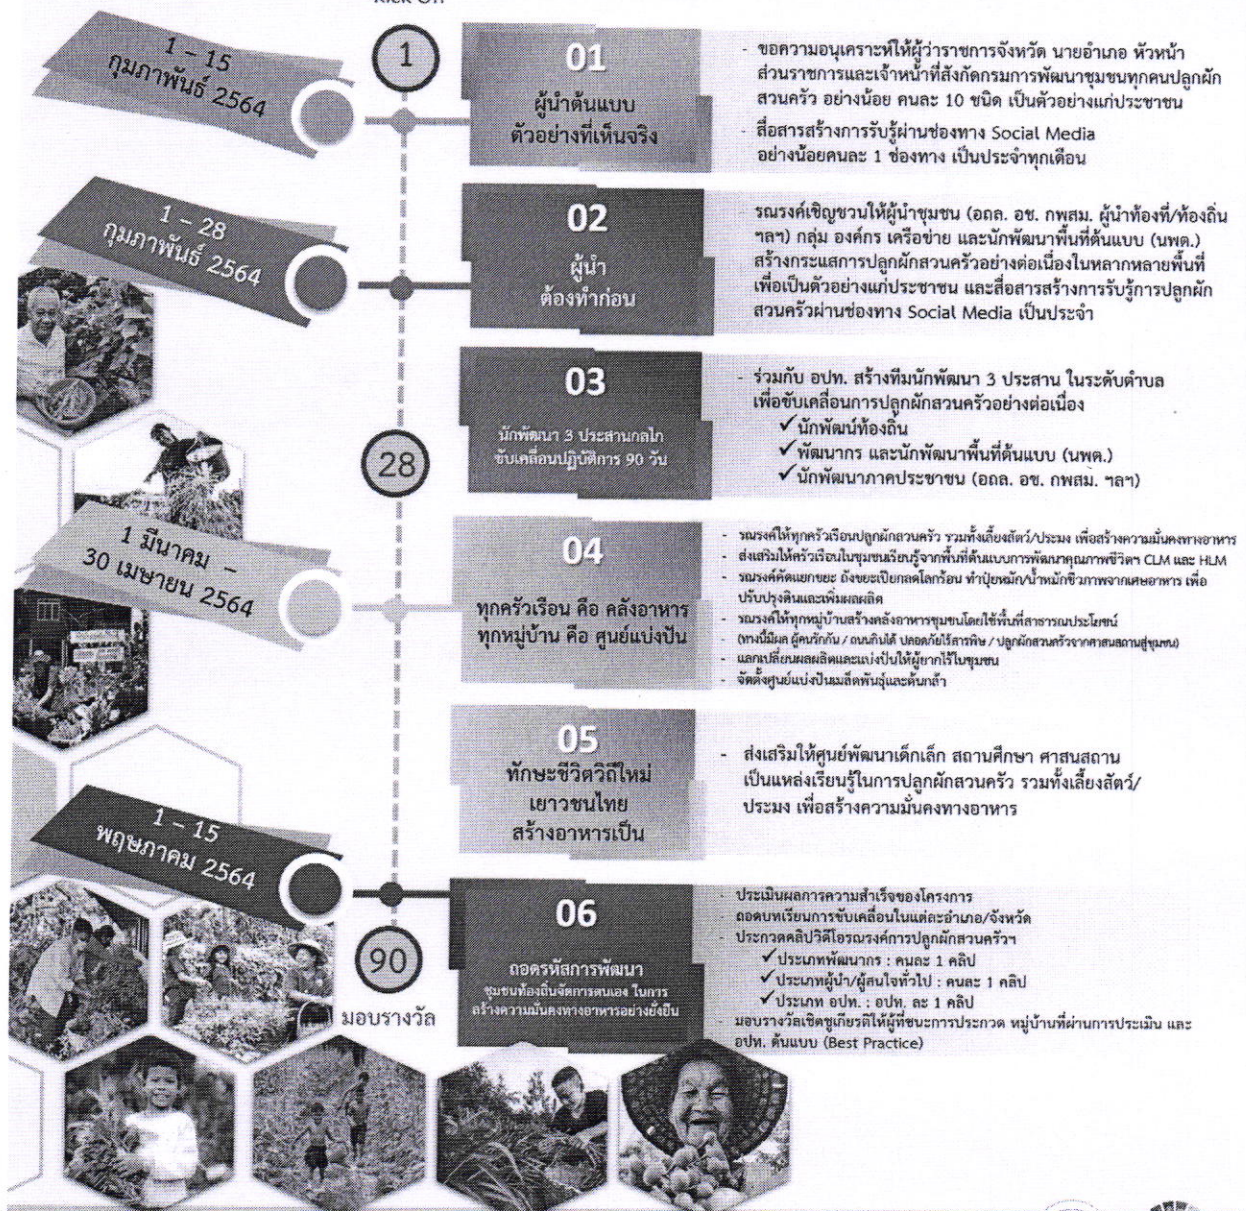 Kick Off
1 – 15
กุมภาพันธ์ 2564
1
01
ผู้นำต้นแบบ
ตัวอย่างที่เห็นจริง
- ขอความอนุเคราะห์ให้ผู้ว่าราชการจังหวัด นายอำเภอ หัวหน้า
ส่วนราชการและเจ้าหน้าที่สังกัดกรมการพัฒนาชุมชนทุกคนปลูกผัก
สวนครัว อย่างน้อย คนละ 10 ชนิด เป็นตัวอย่างแก่ประชาชน
- สื่อสารสร้างการรับรู้ผ่านช่องทาง Social Media
อย่างน้อยคนละ 1 ช่องทาง เป็นประจำทุกเดือน
1 – 28
กุมภาพันธ์ 2564
02
ผู้นำ
ต้องทำก่อน
- รณรงค์เชิญชวนให้ผู้นำชุมชน (อถล. อช. กพสม. ผู้นำท้องที่/ท้องถิ่น
ฯลฯ) กลุ่ม องค์กร เครือข่าย และนักพัฒนาพื้นที่ต้นแบบ (นพต.)
สร้างกระแสการปลูกผักสวนครัวอย่างต่อเนื่องในหลากหลายพื้นที่
เพื่อเป็นตัวอย่างแก่ประชาชน และสื่อสารสร้างการรับรู้การปลูกผัก
สวนครัวผ่านช่องทาง Social Media เป็นประจำ
28
03
นักพัฒนา 3 ประสานกลไก
ขับเคลื่อนปฏิบัติการ 90 วัน
- ร่วมกับ อปท. สร้างทีมนักพัฒนา 3 ประสาน ในระดับตำบล
เพื่อขับเคลื่อนการปลูกผักสวนครัวอย่างต่อเนื่อง
✓ นักพัฒน์ท้องถิ่น
✓ พัฒนากร และนักพัฒนาพื้นที่ต้นแบบ (นพต.)
✓ นักพัฒนาภาคประชาชน (อถล. อช. กพสม. ฯลฯ)
1 มีนาคม –
30 เมษายน 2564
04
ทุกครัวเรือน คือ คลังอาหาร
ทุกหมู่บ้าน คือ ศูนย์แบ่งปัน
- รณรงค์ให้ทุกครัวเรือนปลูกผักสวนครัว รวมทั้งเลี้ยงสัตว์/ประมง เพื่อสร้างความมั่นคงทางอาหาร
- ส่งเสริมให้ครัวเรือนในชุมชนเรียนรู้จากพื้นที่ต้นแบบการพัฒนาคุณภาพชีวิตฯ CLM และ HLM
- รณรงค์คัดแยกขยะ ถังขยะเปียกลดโลกร้อน ทำปุ๋ยหมัก/น้ำหมักชีวภาพจากเศษอาหาร เพื่อ
ปรับปรุงดินและเพิ่มผลผลิต
- รณรงค์ให้ทุกหมู่บ้านสร้างคลังอาหารชุมชนโดยใช้พื้นที่สาธารณประโยชน์
- (ทางนี้มีผล ผู้คนรักกัน / ถนนกินได้ ปลอดภัยไร้สารพิษ / ปลูกผักสวนครัวจากศาสนสถานสู่ชุมชน)
- แลกเปลี่ยนผลผลิตและแบ่งปันให้ผู้ยากไร้ในชุมชน
- จัดตั้งศูนย์แบ่งปันเมล็ดพันธุ์และต้นกล้า
05
ทักษะชีวิตวิถีใหม่
เยาวชนไทย
สร้างอาหารเป็น
- ส่งเสริมให้ศูนย์พัฒนาเด็กเล็ก สถานศึกษา ศาสนสถาน
เป็นแหล่งเรียนรู้ในการปลูกผักสวนครัว รวมทั้งเลี้ยงสัตว์/
ประมง เพื่อสร้างความมั่นคงทางอาหาร
1 – 15
พฤษภาคม 2564
90
มอบรางวัล
06
ถอดรหัสการพัฒนา
ชุมชนท้องถิ่นจัดการตนเอง ในการ
สร้างความมั่นคงทางอาหารอย่างยั่งยืน
- ประเมินผลการความสำเร็จของโครงการ
- ถอดบทเรียนการขับเคลื่อนในแต่ละอำเภอ/จังหวัด
- ประกวดคลิปวิดีโอรณรงค์การปลูกผักสวนครัวฯ
✓ ประเภทพัฒนากร : คนละ 1 คลิป
✓ ประเภทผู้นำ/ผู้สนใจทั่วไป : คนละ 1 คลิป
✓ ประเภท อปท. : อปท. ละ 1 คลิป
- มอบรางวัลเชิดชูเกียรติให้ผู้ที่ชนะการประกวด หมู่บ้านที่ผ่านการประเมิน และ
อปท. ต้นแบบ (Best Practice)